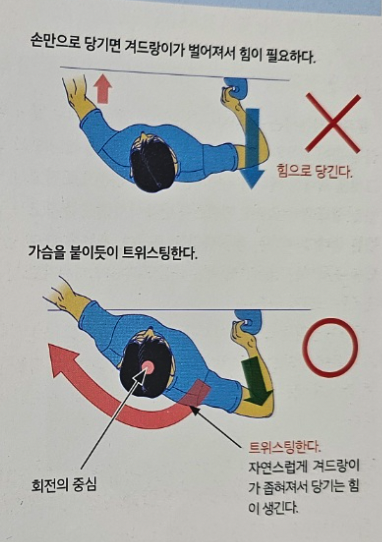 손만으로 당기면 겨드랑이가 벌어져서 힘이 필요하다.
힘으로 당긴다.
가슴을 붙이듯이 트위스팅한다.
회전의 중심
트위스팅한다.
자연스럽게 겨드랑이
가 좁혀져서 당기는 힘
이 생긴다.